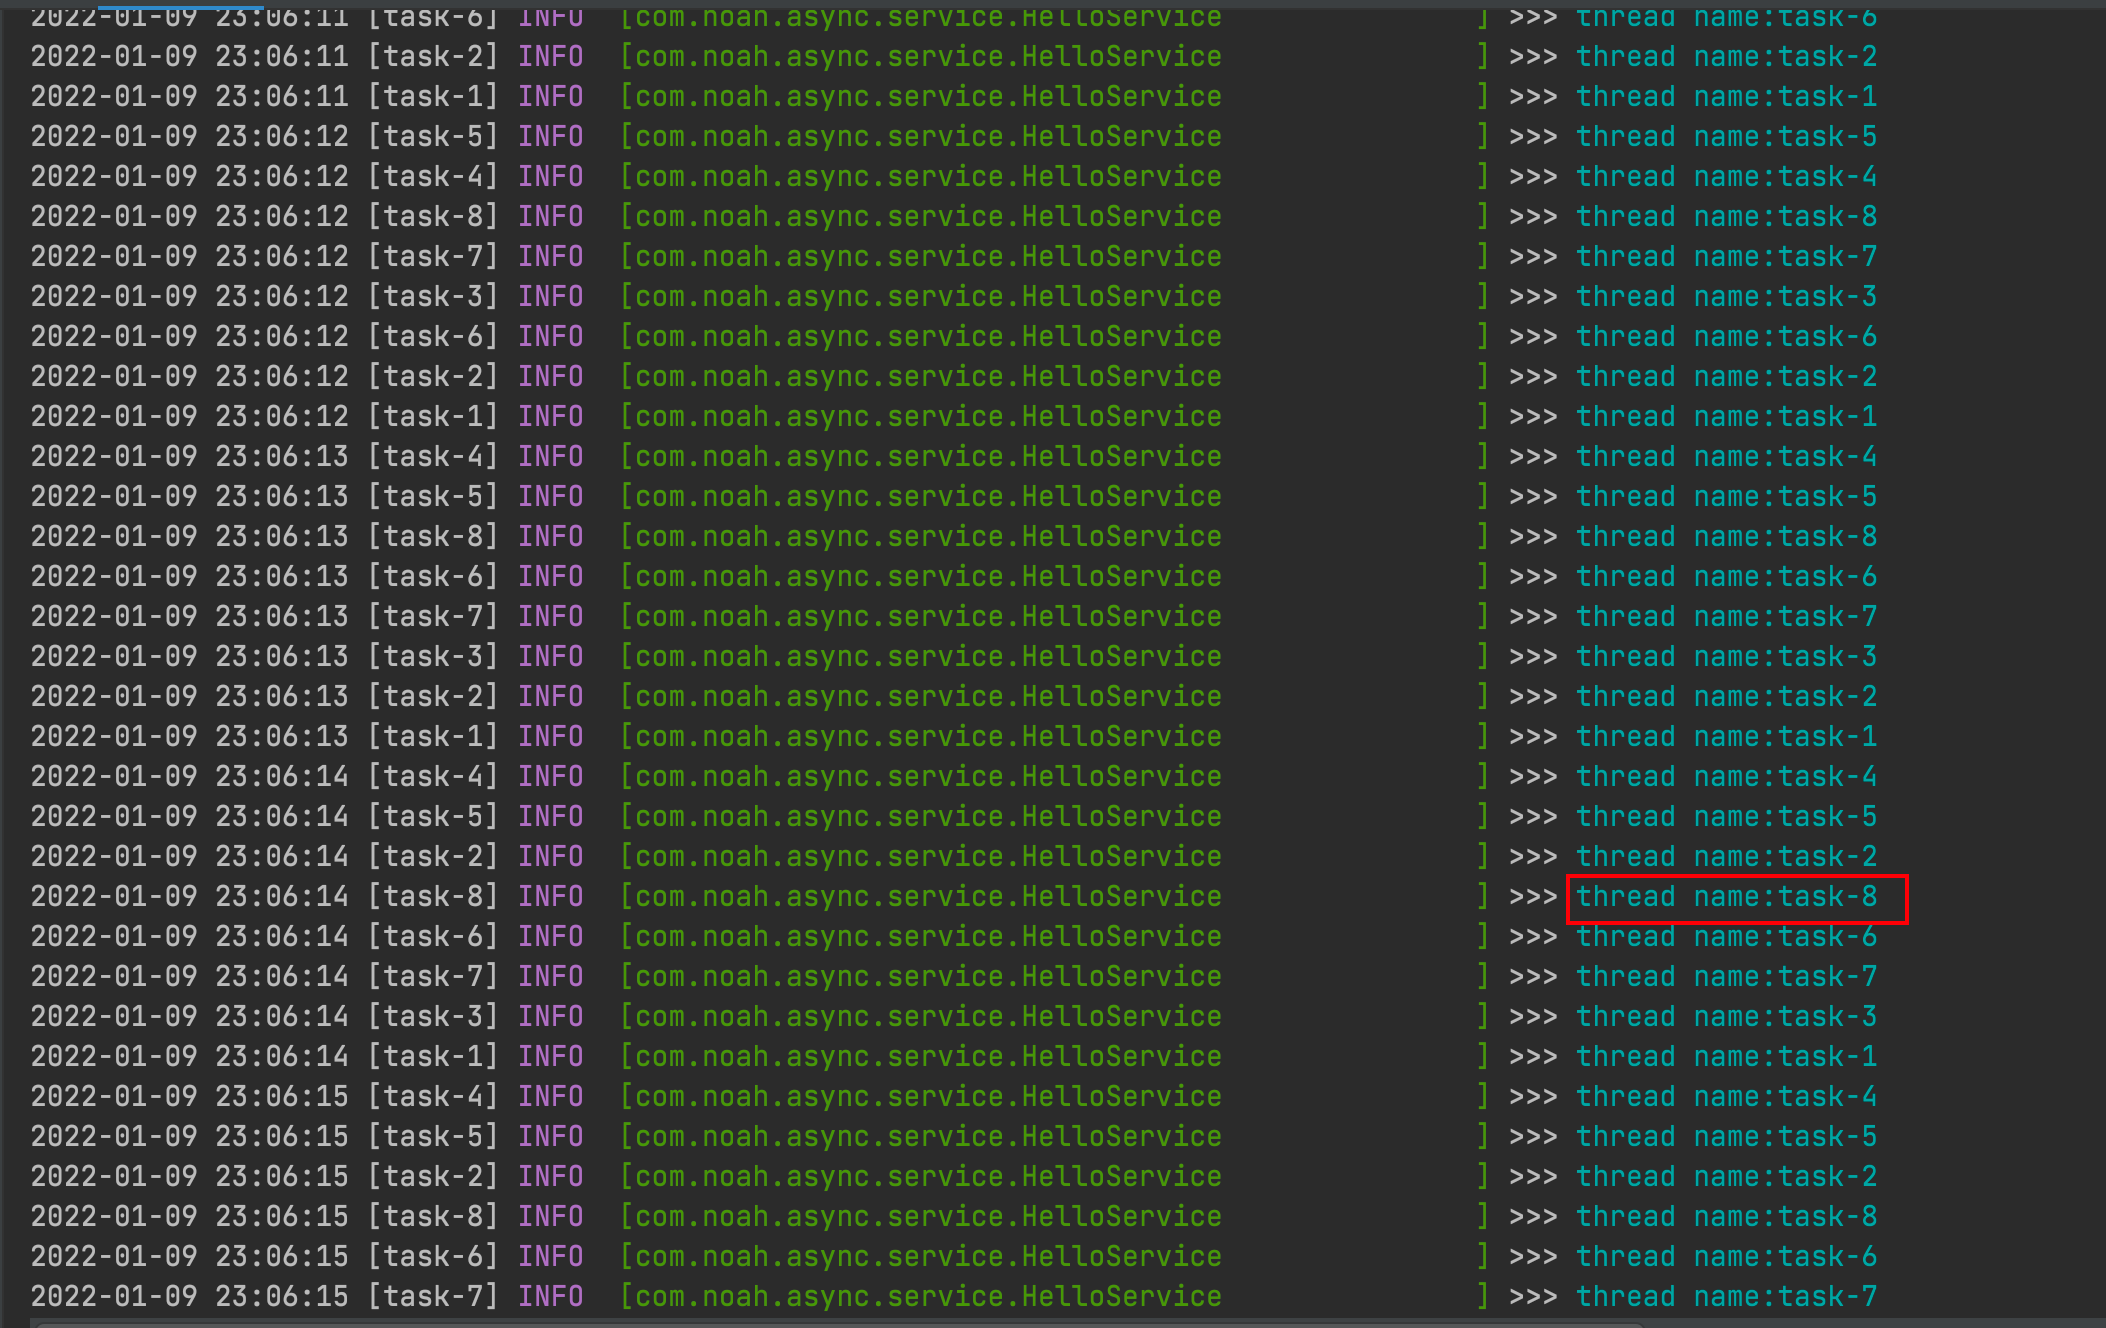 2022-01-09 23:06:11 [task-6] INFO  [com.noah.async.service.HelloService               ] >>> thread name:task-6
2022-01-09 23:06:11 [task-2] INFO  [com.noah.async.service.HelloService               ] >>> thread name:task-2
2022-01-09 23:06:11 [task-1] INFO  [com.noah.async.service.HelloService               ] >>> thread name:task-1
2022-01-09 23:06:12 [task-5] INFO  [com.noah.async.service.HelloService               ] >>> thread name:task-5
2022-01-09 23:06:12 [task-4] INFO  [com.noah.async.service.HelloService               ] >>> thread name:task-4
2022-01-09 23:06:12 [task-8] INFO  [com.noah.async.service.HelloService               ] >>> thread name:task-8
2022-01-09 23:06:12 [task-7] INFO  [com.noah.async.service.HelloService               ] >>> thread name:task-7
2022-01-09 23:06:12 [task-3] INFO  [com.noah.async.service.HelloService               ] >>> thread name:task-3
2022-01-09 23:06:12 [task-6] INFO  [com.noah.async.service.HelloService               ] >>> thread name:task-6
2022-01-09 23:06:12 [task-2] INFO  [com.noah.async.service.HelloService               ] >>> thread name:task-2
2022-01-09 23:06:12 [task-1] INFO  [com.noah.async.service.HelloService               ] >>> thread name:task-1
2022-01-09 23:06:13 [task-4] INFO  [com.noah.async.service.HelloService               ] >>> thread name:task-4
2022-01-09 23:06:13 [task-5] INFO  [com.noah.async.service.HelloService               ] >>> thread name:task-5
2022-01-09 23:06:13 [task-8] INFO  [com.noah.async.service.HelloService               ] >>> thread name:task-8
2022-01-09 23:06:13 [task-6] INFO  [com.noah.async.service.HelloService               ] >>> thread name:task-6
2022-01-09 23:06:13 [task-7] INFO  [com.noah.async.service.HelloService               ] >>> thread name:task-7
2022-01-09 23:06:13 [task-3] INFO  [com.noah.async.service.HelloService               ] >>> thread name:task-3
2022-01-09 23:06:13 [task-2] INFO  [com.noah.async.service.HelloService               ] >>> thread name:task-2
2022-01-09 23:06:13 [task-1] INFO  [com.noah.async.service.HelloService               ] >>> thread name:task-1
2022-01-09 23:06:14 [task-4] INFO  [com.noah.async.service.HelloService               ] >>> thread name:task-4
2022-01-09 23:06:14 [task-5] INFO  [com.noah.async.service.HelloService               ] >>> thread name:task-5
2022-01-09 23:06:14 [task-2] INFO  [com.noah.async.service.HelloService               ] >>> thread name:task-2
2022-01-09 23:06:14 [task-8] INFO  [com.noah.async.service.HelloService               ] >>> thread name:task-8
2022-01-09 23:06:14 [task-6] INFO  [com.noah.async.service.HelloService               ] >>> thread name:task-6
2022-01-09 23:06:14 [task-7] INFO  [com.noah.async.service.HelloService               ] >>> thread name:task-7
2022-01-09 23:06:14 [task-3] INFO  [com.noah.async.service.HelloService               ] >>> thread name:task-3
2022-01-09 23:06:14 [task-1] INFO  [com.noah.async.service.HelloService               ] >>> thread name:task-1
2022-01-09 23:06:15 [task-4] INFO  [com.noah.async.service.HelloService               ] >>> thread name:task-4
2022-01-09 23:06:15 [task-5] INFO  [com.noah.async.service.HelloService               ] >>> thread name:task-5
2022-01-09 23:06:15 [task-2] INFO  [com.noah.async.service.HelloService               ] >>> thread name:task-2
2022-01-09 23:06:15 [task-8] INFO  [com.noah.async.service.HelloService               ] >>> thread name:task-8
2022-01-09 23:06:15 [task-6] INFO  [com.noah.async.service.HelloService               ] >>> thread name:task-6
2022-01-09 23:06:15 [task-7] INFO  [com.noah.async.service.HelloService               ] >>> thread name:task-7